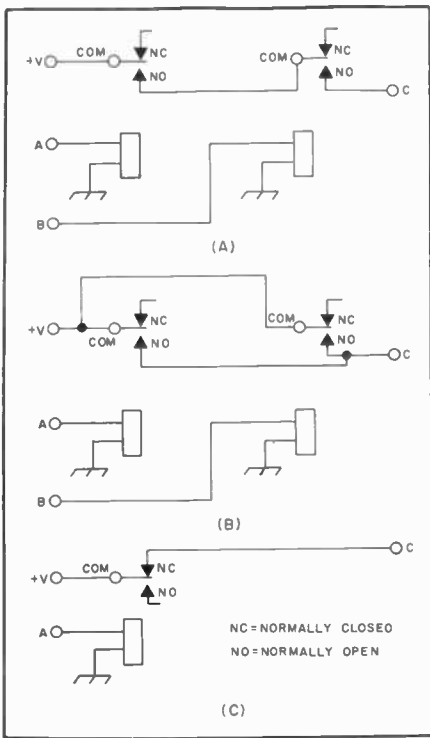 NC
COM
+V
NO
NC
COM
NO
C
A
B
(A)
NC
+V
COM
NO
COM
NC
NO
C
A
B
(B)
C
COM
NC
+V
NO
A
NC=NORMALLY CLOSED
NO=NORMALLY OPEN
(C)